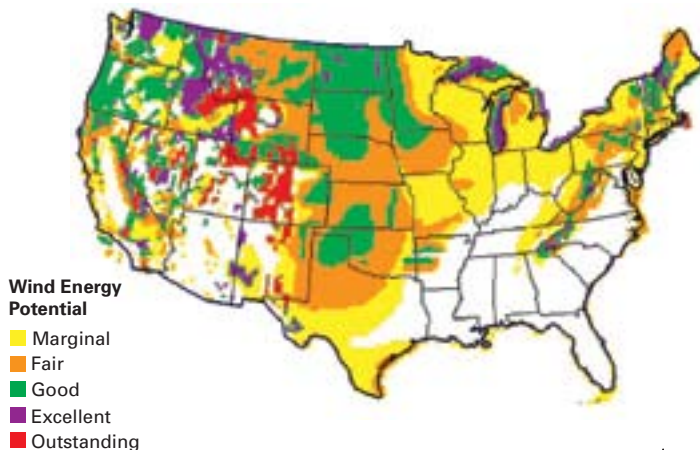 Wind Energy
Potential
Marginal
Fair
Good
Excellent
Outstanding